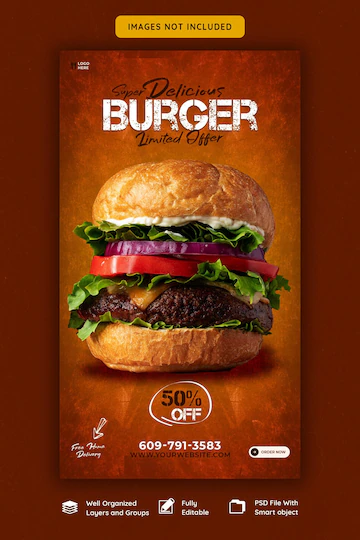 IMAGES NOT INCLUDED
LOGO
HERE
Super Delicious
BURGER
Limited Offer
50%
OFF
Free Home
Delivery
609-791-3583
WWW.YOURWEBSITE.COM
ORDER NOW
Well Organized
Layers and Groups
Fully
Editable
PSD File With
Smart object